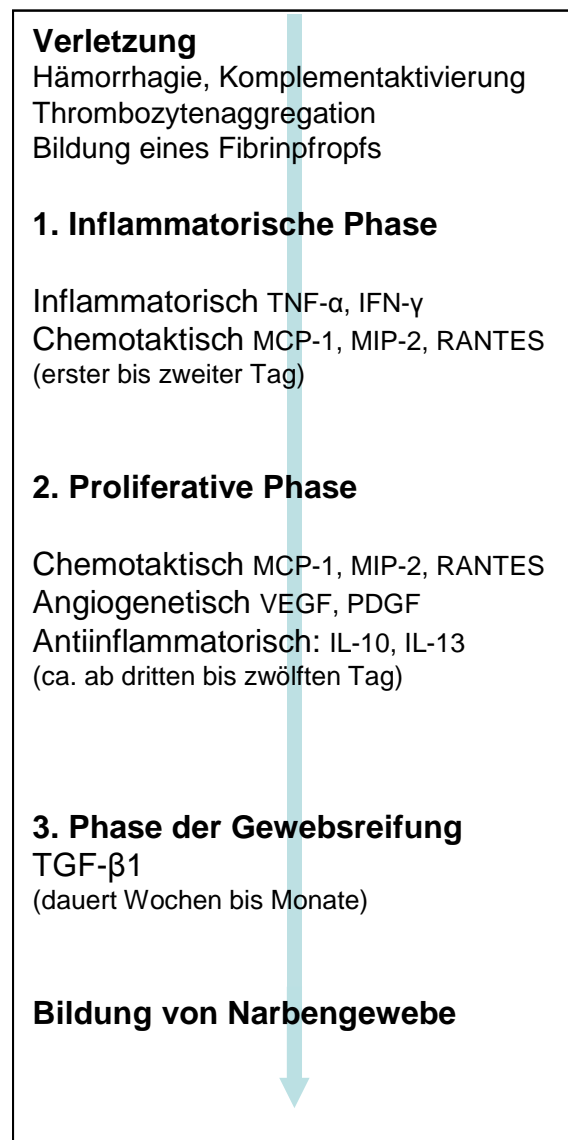 Verletzung
Hämorrhagie, Komplementaktivierung
Thrombozytenaggregation
Bildung eines Fibrinpfropfs
1. Inflammatorische Phase
Inflammatorisch TNF-α, IFN-γ
Chemotaktisch MCP-1, MIP-2, RANTES
(erster bis zweiter Tag)
2. Proliferative Phase
Chemotaktisch MCP-1, MIP-2, RANTES
Angiogenetisch VEGF, PDGF
Antiinflammatorisch: IL-10, IL-13
(ca. ab dritten bis zwölften Tag)
3. Phase der Gewebsreifung
TGF-β1
(dauert Wochen bis Monate)
Bildung von Narbengewebe